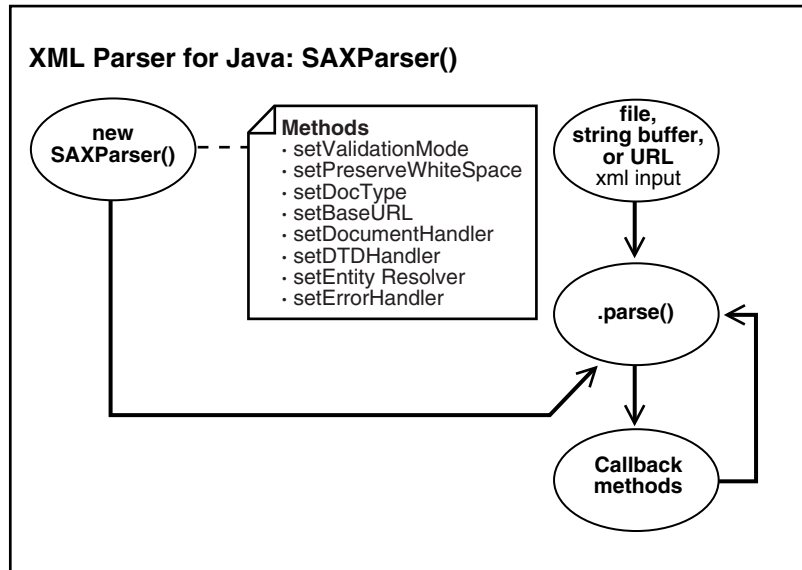 XML Parser for Java: SAXParser()
new
SAXParser()
Methods
· setValidationMode
· setPreserveWhiteSpace
· setDocType
· setBaseURL
· setDocumentHandler
· setDTDHandler
· setEntity Resolver
· setErrorHandler
file,
string buffer,
or URL
xml input
.parse()
Callback
methods